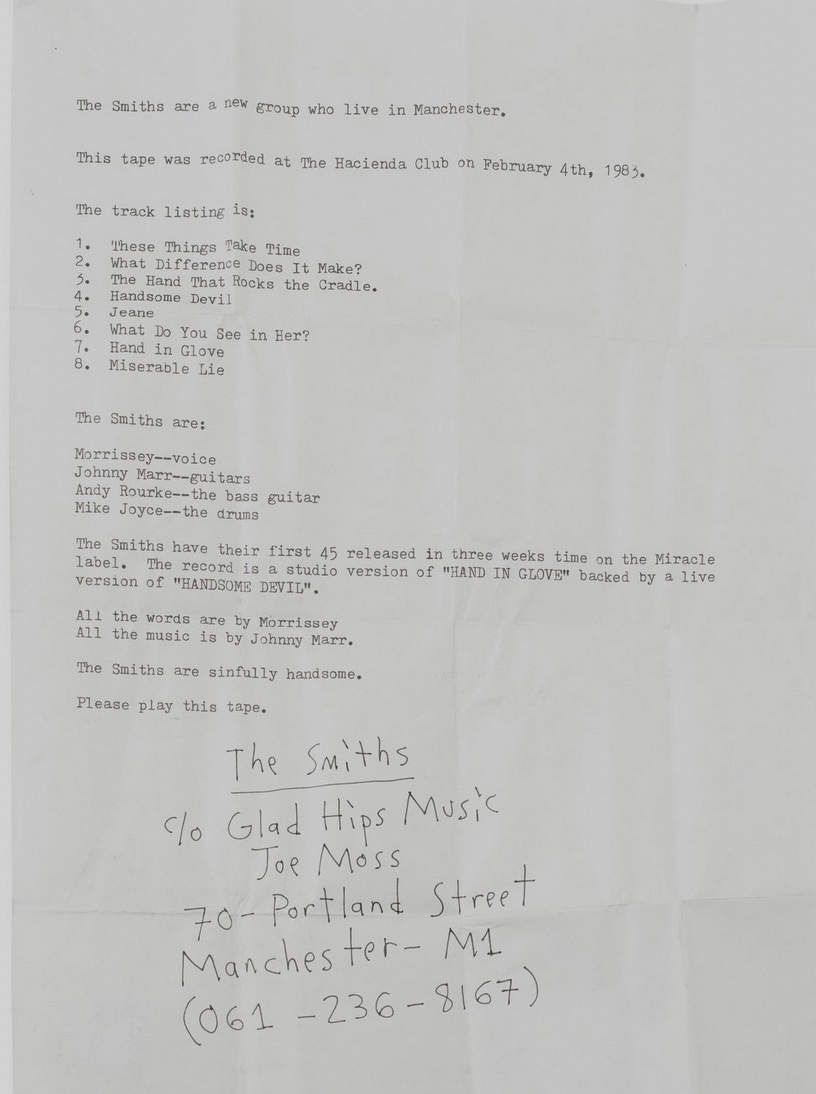 The Smiths are a new group who live in Manchester.
This tape was recorded at The Hacienda Club on February 4th, 1983.
The track listing is:
1. These Things Take Time
2. What Difference Does It Make?
3. The Hand That Rocks the Cradle.
4. Handsome Devil
5. Jeane
6. What Do You See in Her?
7. Hand in Glove
8. Miserable Lie
The Smiths are:
Morrissey--voice
Johnny Marr--guitars
Andy Rourke--the bass guitar
Mike Joyce--the drums
The Smiths have their first 45 released in three weeks time on the Miracle
label. The record is a studio version of "HAND IN GLOVE" backed by a live
version of "HANDSOME DEVIL".
All the words are by Morrissey
All the music is by Johnny Marr.
The Smiths are sinfully handsome.
Please play this tape.
The Smiths
c/o Glad Hips Music
Joe Moss
70 - Portland Street
Manchester - M1
(061 - 236 - 8167)